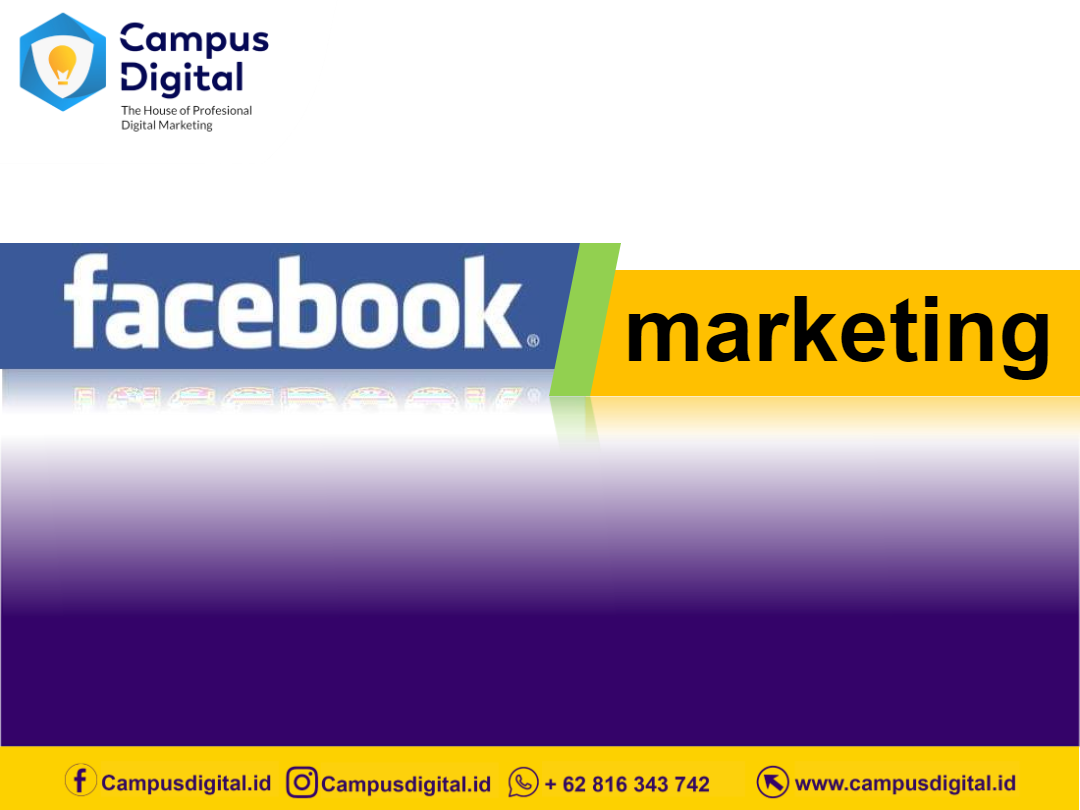 Campus
Digital
The House of Profesional
Digital Marketing
facebook®
marketing
Campusdigital.id Campusdigital.id + 62 816 343 742 www.campusdigital.id